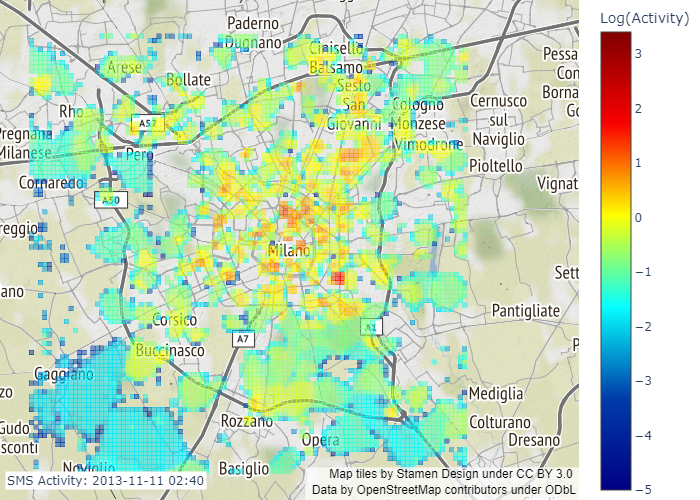 Log(Activity)
3
2
1
0
−1
−2
−3
−4
−5
Paderno
Dugnano
Cinisello
Balsamo
Arese
Bollate
Sesto
San
Giovanni
Cologno
Monzese
Vimodrone
Cernusco
sul
Naviglio
Pessa
Con
Borna
Go
Rho
A52
Pregnana
Milanese
Pero
Pioltello
Cornaredo
Vignat
A50
reggio
Milano
Sett
ano
Pantigliate
Corsico
A7
A1
Buccinasco
P
Gaggiano
zo
Mediglia
Gudo
sconti
Rozzano
Colturano
Opera
Dresano
Noviglio
Basiglio
SMS Activity: 2013-11-11 02:40
Map tiles by Stamen Design under CC BY 3.0
Data by OpenStreetMap contributors under ODbL